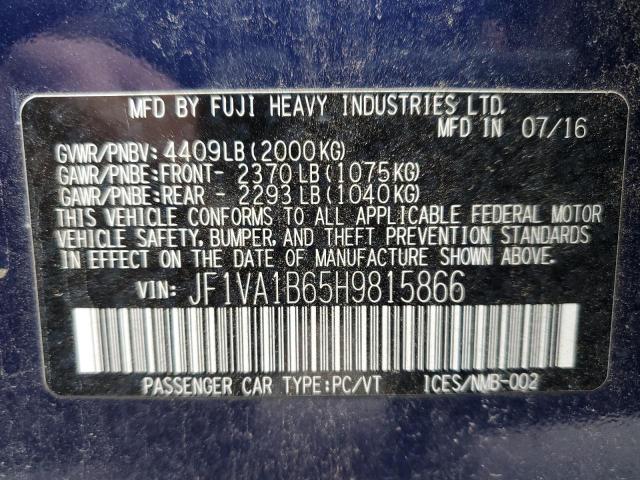 MFD BY FUJI HEAVY INDUSTRIES LTD.
MFD IN 07/16
GVWR/PNBV: 4409LB (2000KG)
GAWR/PNBE:FRONT- 2370LB (1075KG)
GAWR/PNBE:REAR - 2293LB (1040KG)
THIS VEHICLE CONFORMS TO ALL APPLICABLE FEDERAL MOTOR
VEHICLE SAFETY, BUMPER, AND THEFT PREVENTION STANDARDS
IN EFFECT ON THE DATE OF MANUFACTURE SHOWN ABOVE.
VIN: JF1VA1B65H9815866
PASSENGER CAR TYPE:PC/VT ICES/NMB-002